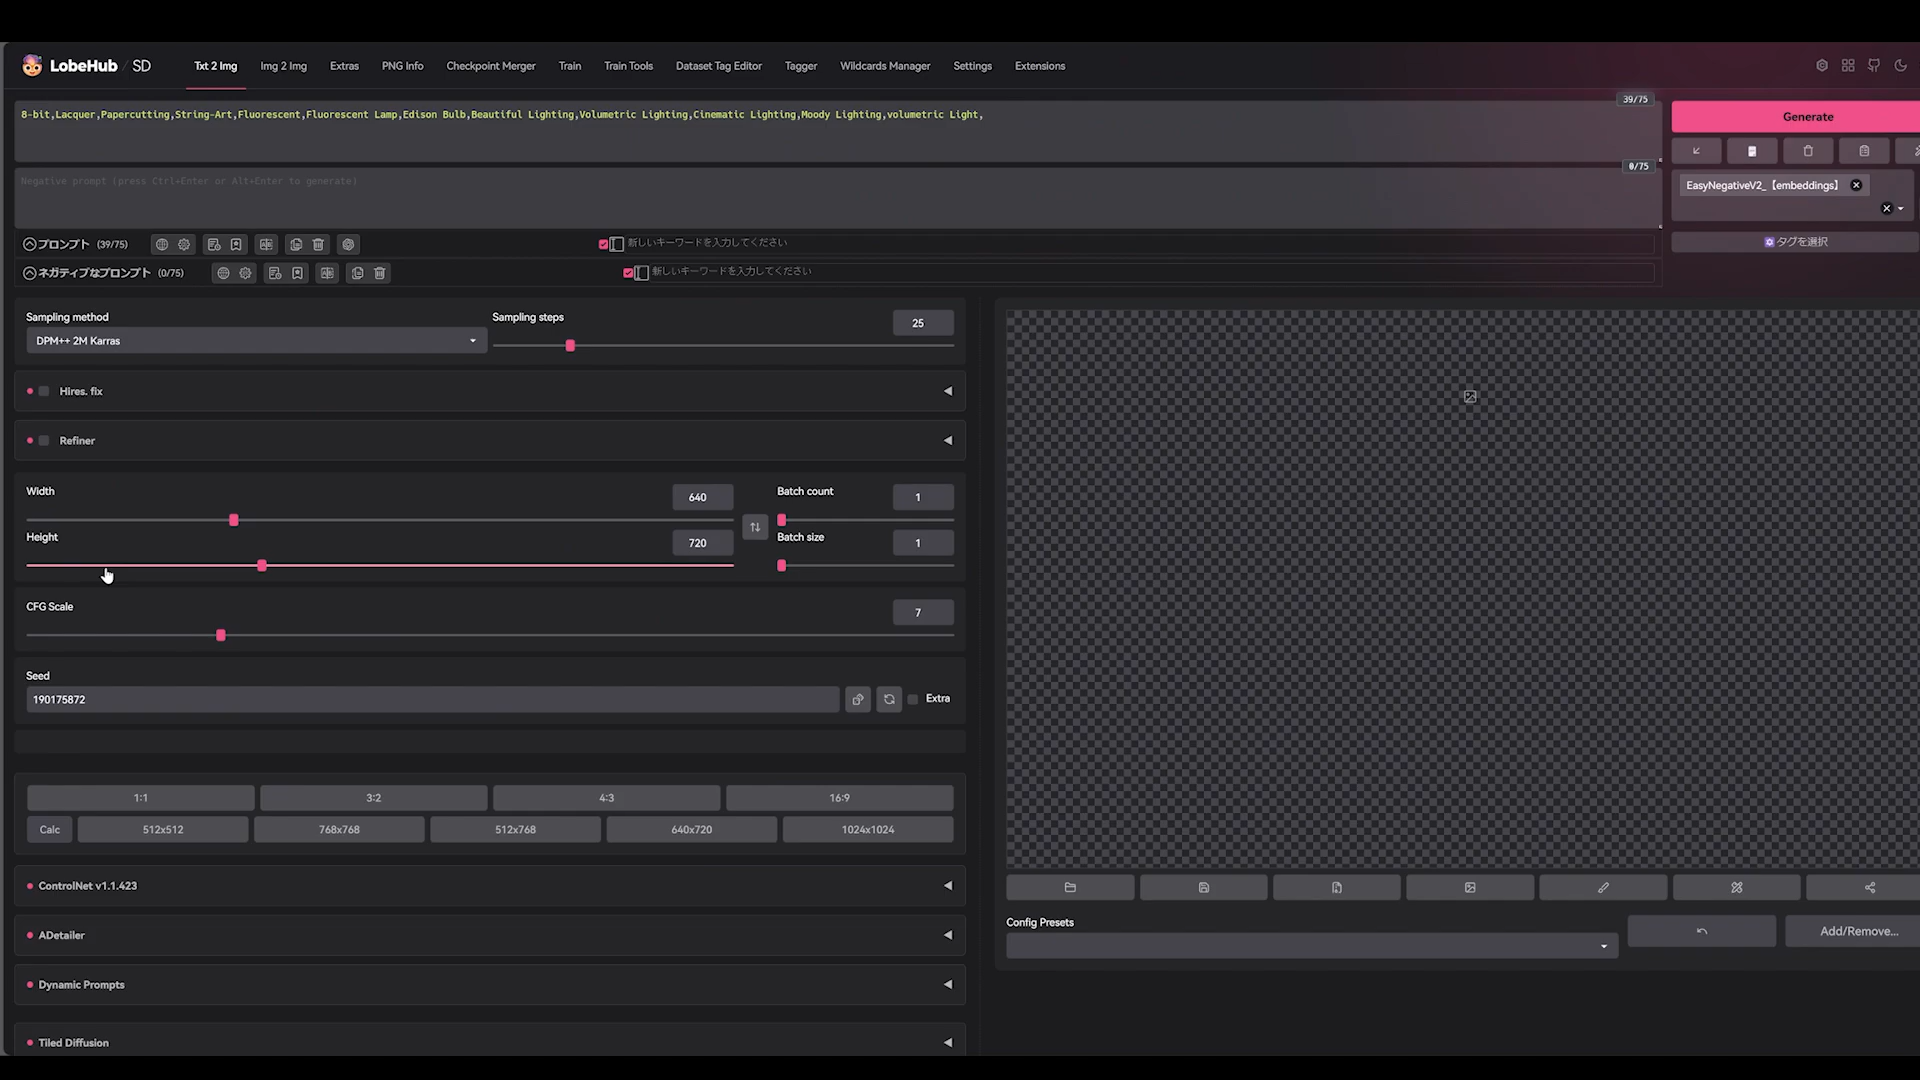 LobeHub / SD
Txt 2 Img
Img 2 Img
Extras
PNG Info
Checkpoint Merger
Train
Train Tools
Dataset Tag Editor
Tagger
Wildcards Manager
Settings
Extensions
39/75
8-bit,Lacquer,Papercutting,String-Art,Fluorescent,Fluorescent Lamp,Edison Bulb,Beautiful Lighting,Volumetric Lighting,Cinematic Lighting,Moody Lighting,volumetric Light,
Generate
0/75
Negative prompt (press Ctrl+Enter or Alt+Enter to generate)
EasyNegativeV2_【embeddings】
タグを選択
プロンプト (39/75)
新しいキーワードを入力してください
ネガティブなプロンプト (0/75)
新しいキーワードを入力してください
Sampling method
DPM++ 2M Karras
Sampling steps
25
Hires. fix
Refiner
Width
640
Batch count
1
Height
720
Batch size
1
CFG Scale
7
Seed
190175872
Extra
1:1
3:2
4:3
16:9
Calc
512x512
768x768
512x768
640x720
1024x1024
ControlNet v1.1.423
ADetailer
Dynamic Prompts
Tiled Diffusion
Config Presets
Add/Remove...